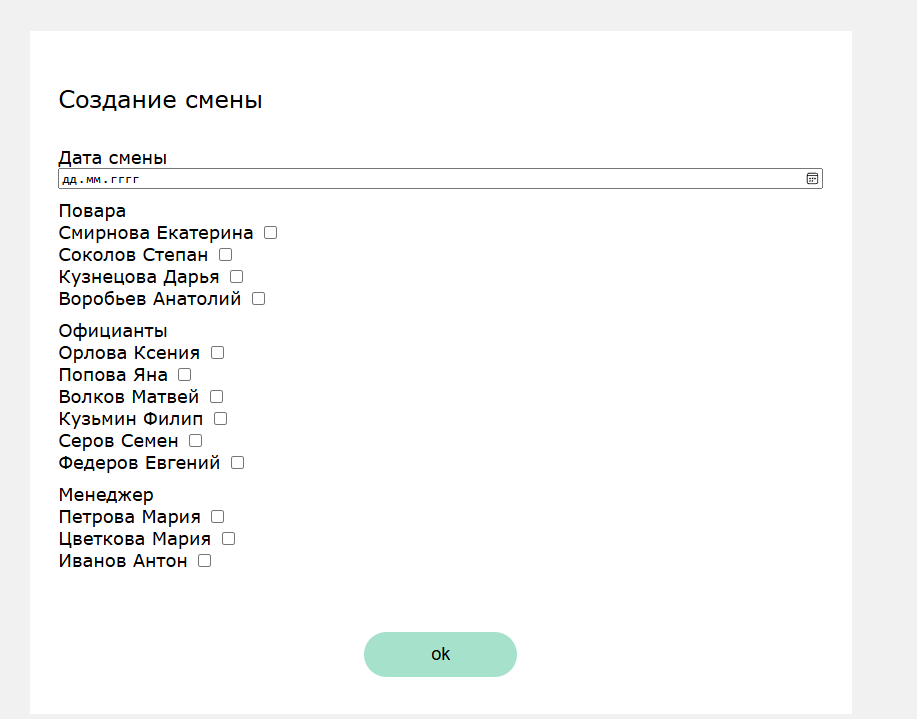 Создание смены
Дата смены
дд.мм.гггг
Повара
Смирнова Екатерина
Соколов Степан
Кузнецова Дарья
Воробьев Анатолий
Официанты
Орлова Ксения
Попова Яна
Волков Матвей
Кузьмин Филип
Серов Семен
Федеров Евгений
Менеджер
Петрова Мария
Цветкова Мария
Иванов Антон
ok